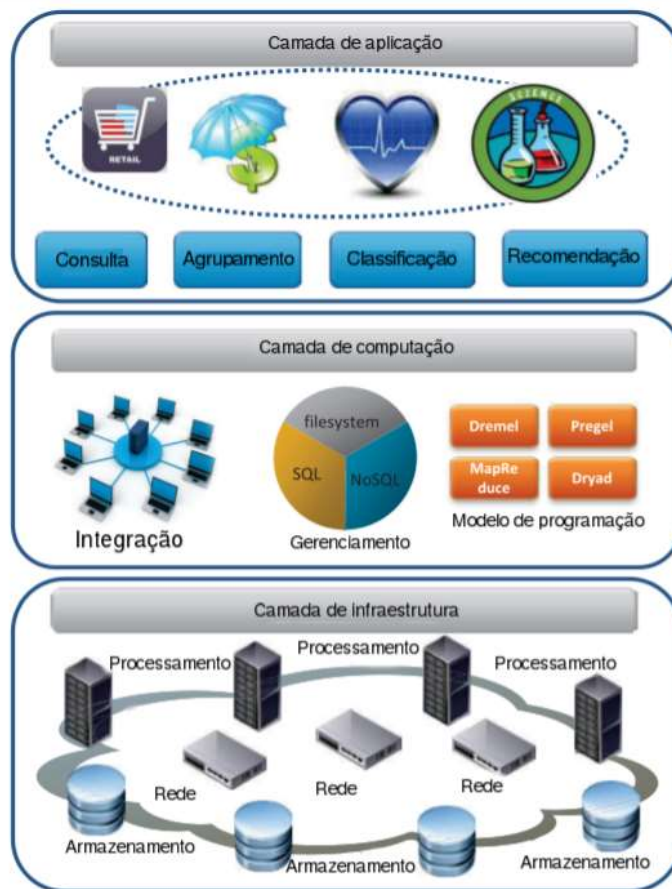 Camada de aplicação
RETAIL
SCIENCE
Consulta
Agrupamento
Classificação
Recomendação
Camada de computação
filesystem
SQL
NoSQL
Dremel
Pregel
MapRe
duce
Dryad
Integração
Gerenciamento
Modelo de programação
Camada de infraestrutura
Processamento
Processamento
Processamento
Rede
Rede
Rede
Armazenamento
Armazenamento
Armazenamento
Armazenamento